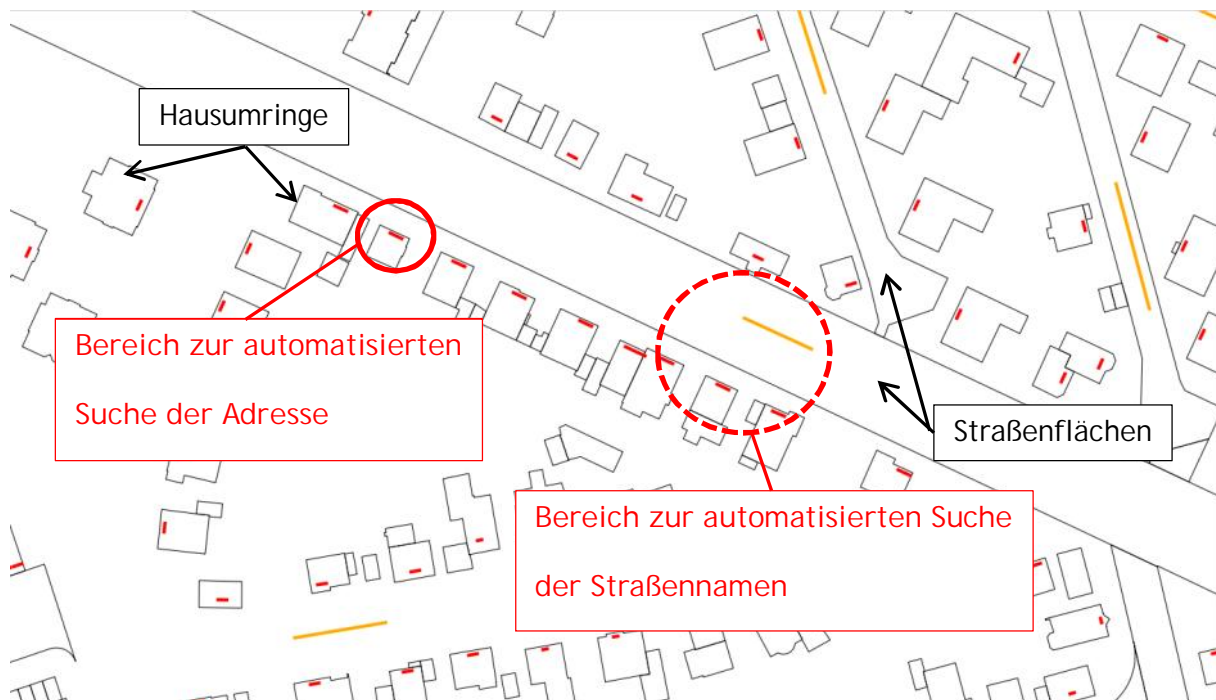 Hausumringe
Bereich zur automatisierten
Suche der Adresse
Straßenflächen
Bereich zur automatisierten Suche
der Straßennamen